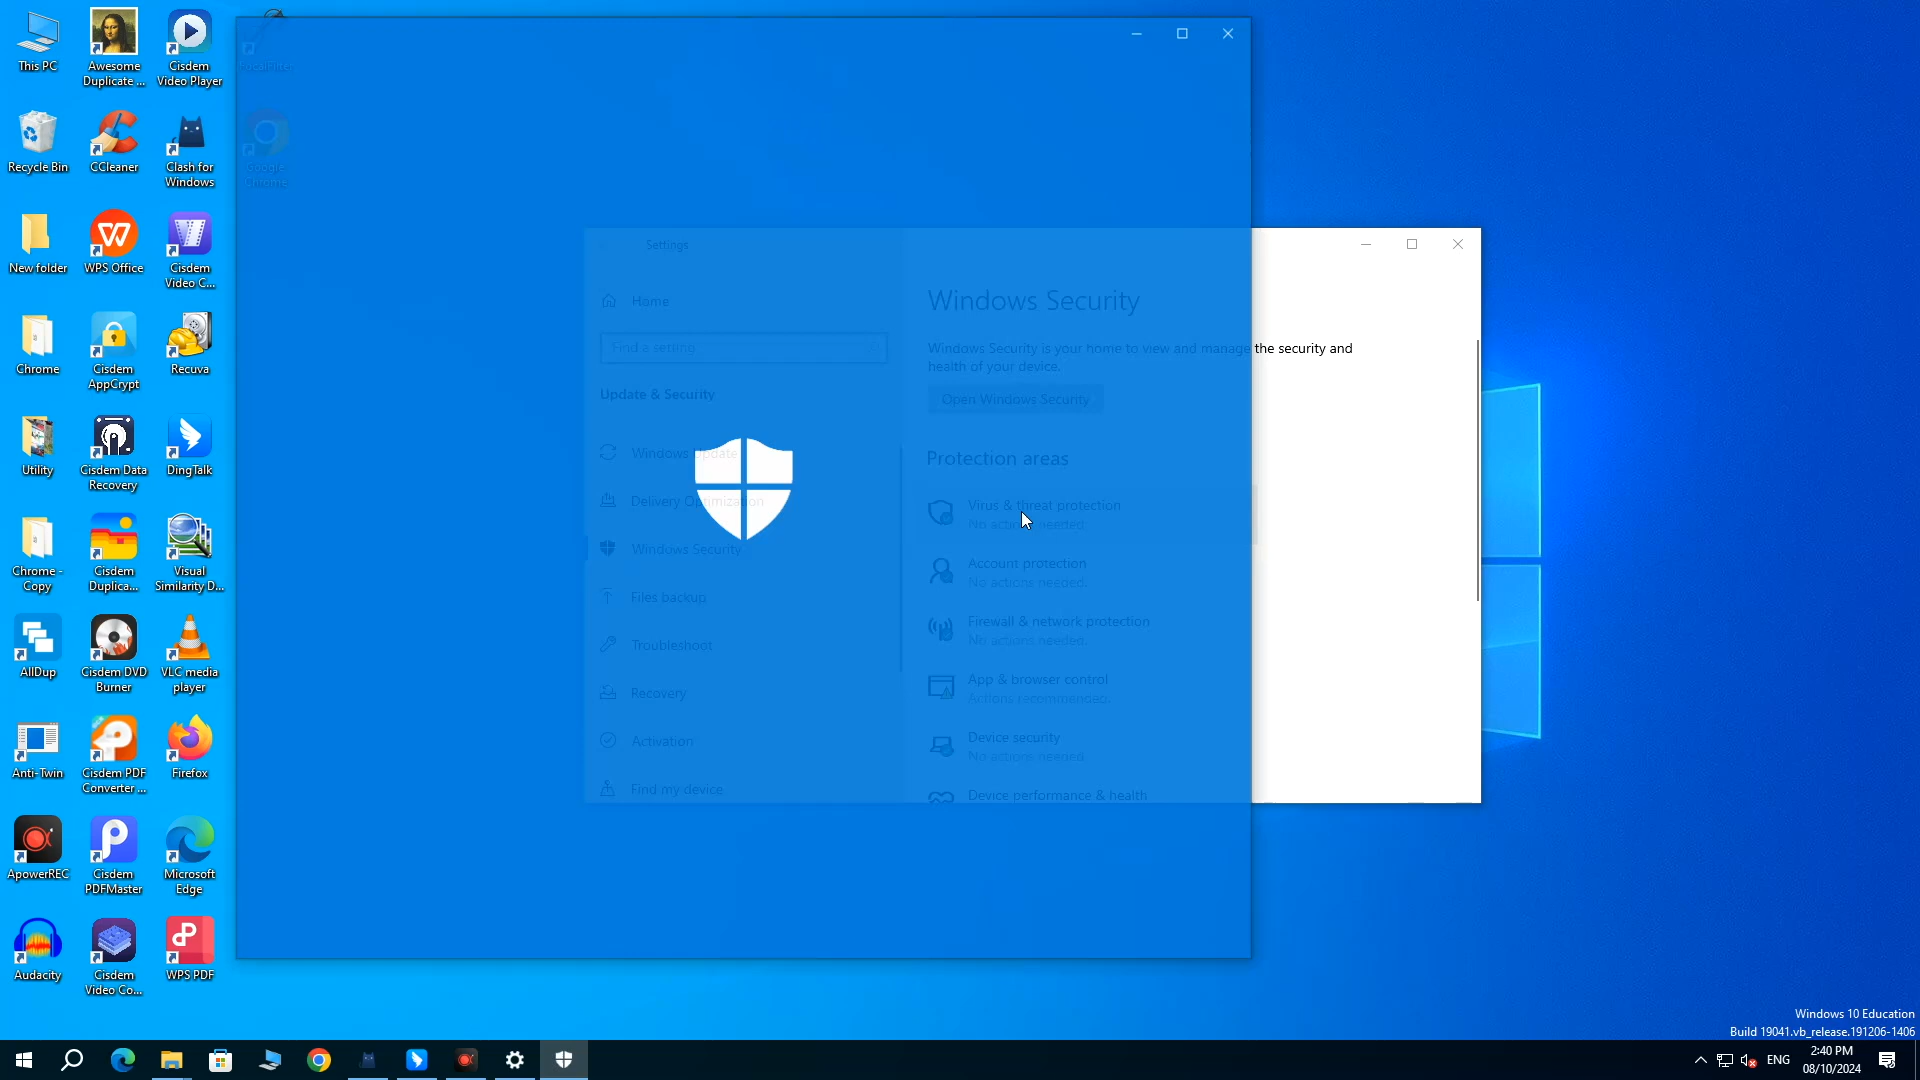 This PC
Awesome
Duplicate ...
Cisdem
Video Player
Recycle Bin
CCleaner
Clash for
Windows
Google
Chrome
New folder
WPS Office
Cisdem
Video C...
Chrome
Cisdem
AppCrypt
Recuva
Utility
Cisdem Data
Recovery
DingTalk
Chrome -
Copy
Cisdem
Duplica...
Visual
Similarity D...
AllDup
Cisdem DVD
Burner
VLC media
player
Anti-Twin
Cisdem PDF
Converter ...
Firefox
ApowerREC
Cisdem
PDFMaster
Microsoft
Edge
Audacity
Cisdem
Video Co...
WPS PDF
Settings
Home
Find a setting
Update & Security
Windows Update
Delivery Optimization
Windows Security
Files backup
Troubleshoot
Recovery
Activation
Find my device
Windows Security
Windows Security is your home to view and manage the security and
health of your device.
Open Windows Security
Protection areas
Virus & threat protection
No actions needed.
Account protection
No actions needed.
Firewall & network protection
No actions needed.
App & browser control
Actions recommended.
Device security
No actions needed.
Device performance & health
Windows 10 Education
Build 19041.vb_release.191206-1406
ENG
2:40 PM
08/10/2024